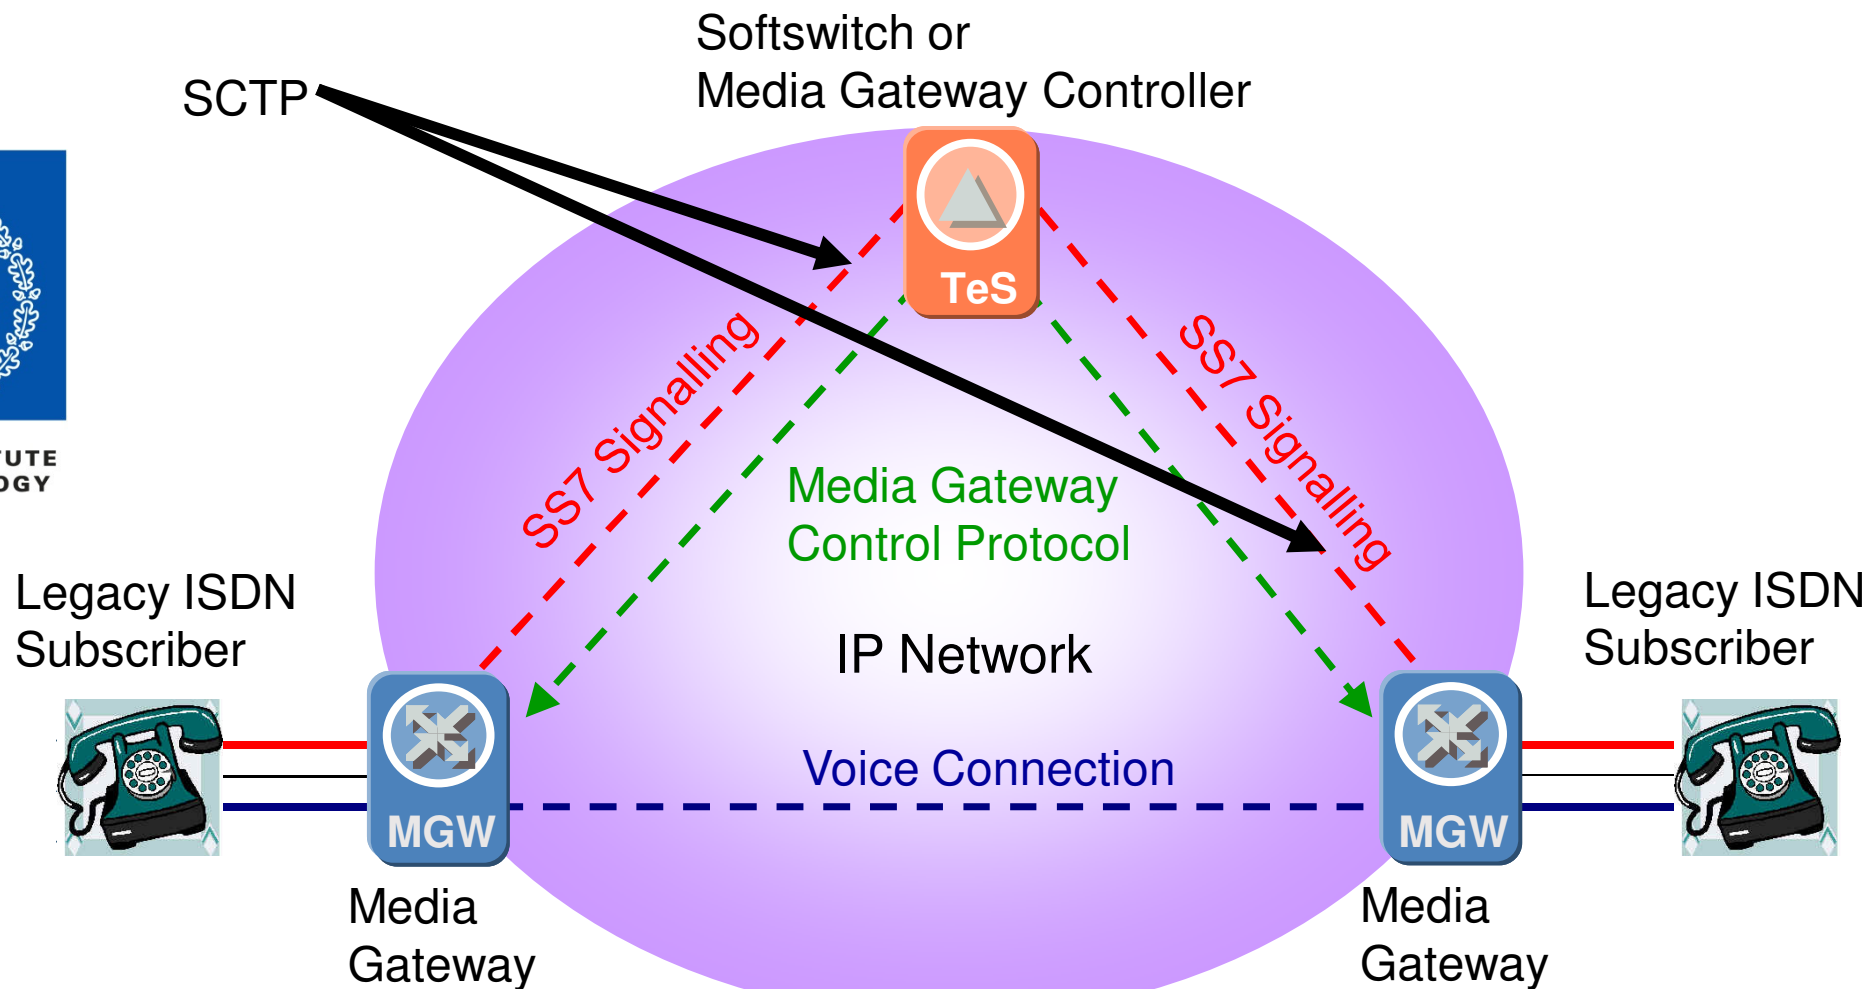 Softswitch or
Media Gateway Controller
SCTP
TeS
SS7 Signalling
SS7 Signalling
Media Gateway
Control Protocol
Legacy ISDN
Subscriber
IP Network
Legacy ISDN
Subscriber
Voice Connection
MGW
MGW
Media
Gateway
Media
Gateway